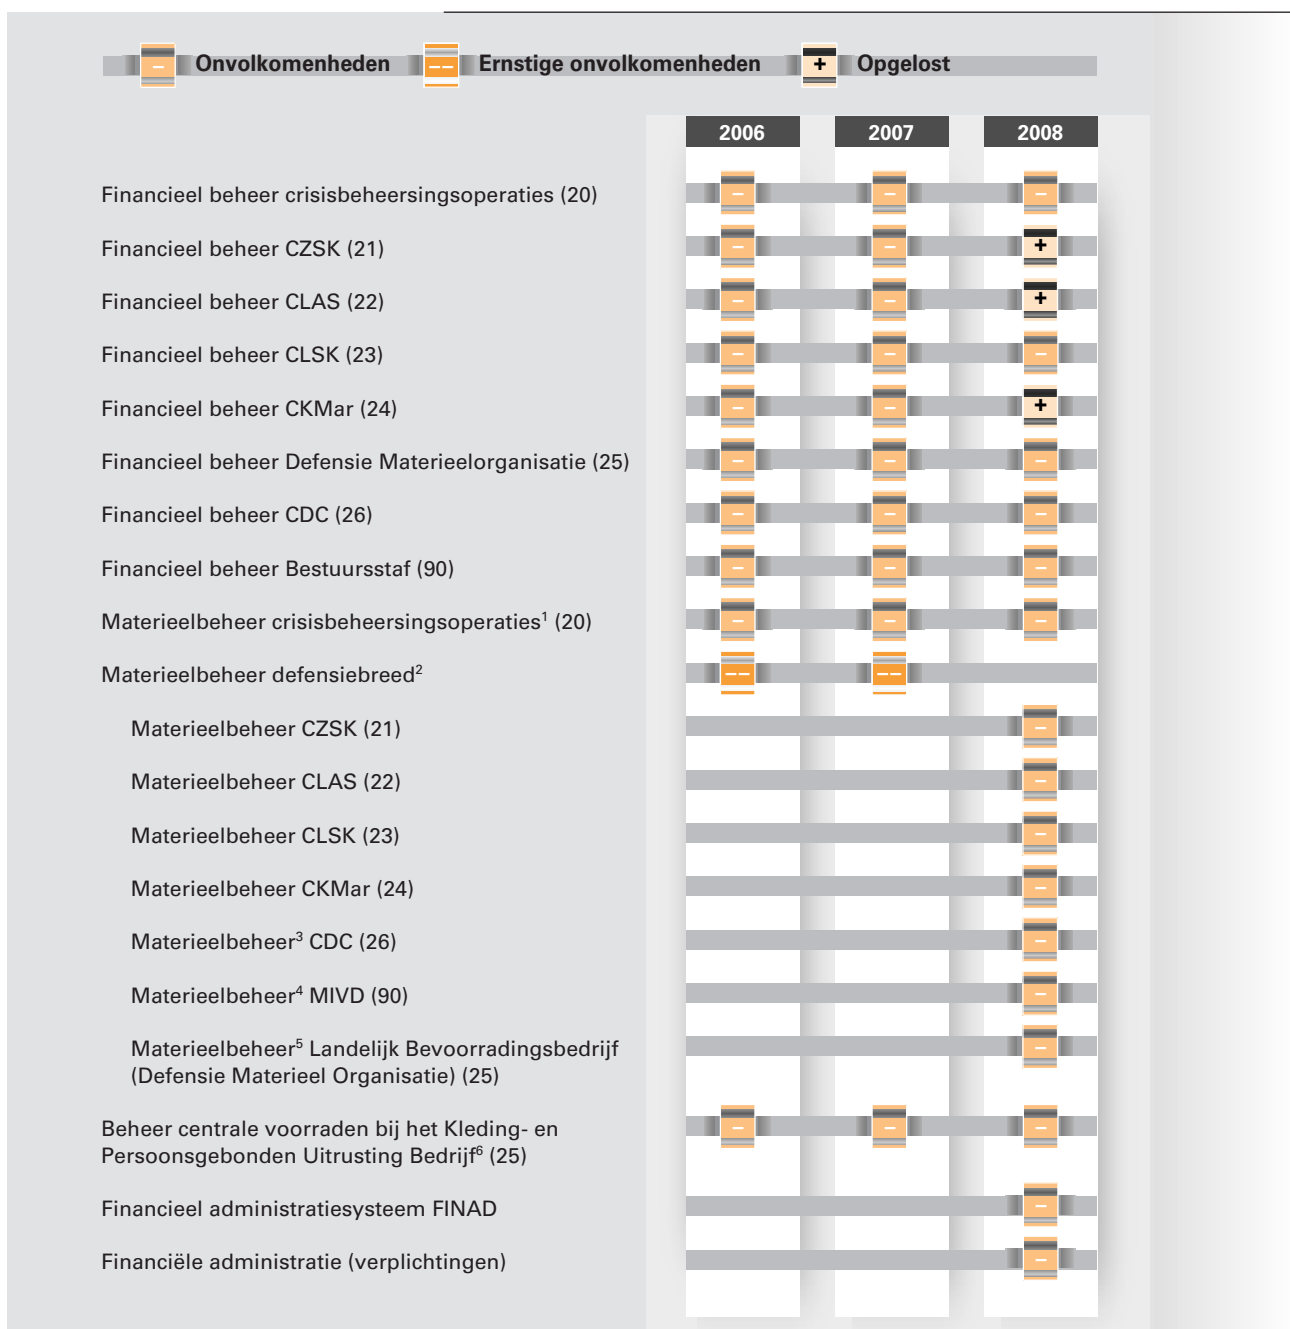 Onvolkomenheden Ernstige onvolkomenheden Opgelost
2006 2007 2008
Financieel beheer crisisbeheersingsoperaties (20)
Financieel beheer CZSK (21)
Financieel beheer CLAS (22)
Financieel beheer CLSK (23)
Financieel beheer CKMar (24)
Financieel beheer Defensie Materieelorganisatie (25)
Financieel beheer CDC (26)
Financieel beheer Bestuursstaf (90)
Materieelbeheer crisisbeheersingsoperaties¹ (20)
Materieelbeheer defensiebreed²
Materieelbeheer CZSK (21)
Materieelbeheer CLAS (22)
Materieelbeheer CLSK (23)
Materieelbeheer CKMar (24)
Materieelbeheer³ CDC (26)
Materieelbeheer⁴ MIVD (90)
Materieelbeheer⁵ Landelijk Bevoorradingsbedrijf
(Defensie Materieel Organisatie) (25)
Beheer centrale voorraden bij het Kleding- en
Persoonsgebonden Uitrusting Bedrijf⁶ (25)
Financieel administratiesysteem FINAD
Financiële administratie (verplichtingen)